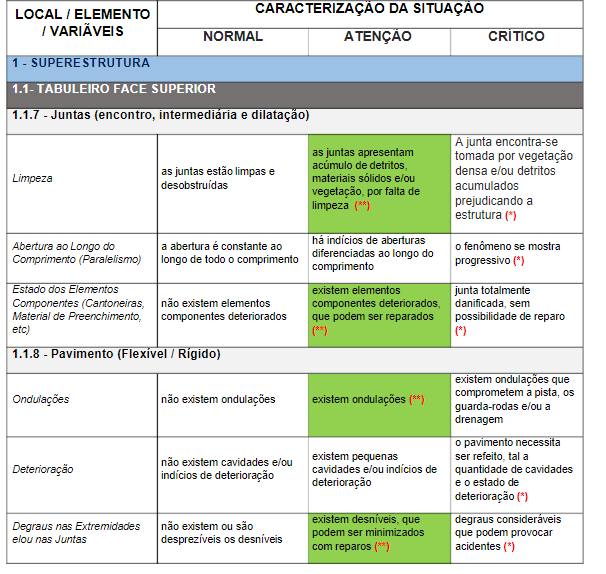 LOCAL / ELEMENTO
/ VARIÁVEIS
CARACTERIZAÇÃO DA SITUAÇÃO
NORMAL
ATENÇÃO
CRÍTICO
1 - SUPERESTRUTURA
1.1- TABULEIRO FACE SUPERIOR
1.1.7 - Juntas (encontro, intermediária e dilatação)
Limpeza
as juntas estão limpas e
desobstruídas
as juntas apresentam
acúmulo de detritos,
materiais sólidos e/ou
vegetação, por falta de
limpeza (**)
A junta encontra-se
tomada por vegetação
densa e/ou detritos
acumulados
prejudicando a
estrutura (*)
Abertura ao Longo do
Comprimento (Paralelismo)
a abertura é constante ao
longo de todo o comprimento
há indícios de aberturas
diferenciadas ao longo do
comprimento
o fenômeno se mostra
progressivo (*)
Estado dos Elementos
Componentes (Cantoneiras,
Material de Preenchimento,
etc)
não existem elementos
componentes deteriorados
existem elementos
componentes deteriorados,
que podem ser reparados
(**)
junta totalmente
danificada, sem
possibilidade de reparo
(*)
1.1.8 - Pavimento (Flexível / Rígido)
Ondulações
não existem ondulações
existem ondulações (**)
existem ondulações que
comprometem a pista, os
guarda-rodas e/ou a
drenagem
Deterioração
não existem cavidades e/ou
indícios de deterioração
existem pequenas
cavidades e/ou indícios de
deterioração
o pavimento necessita
ser refeito, tal a
quantidade de cavidades
e o estado de
deterioração (*)
Degraus nas Extremidades
elou nas Juntas
não existem ou são
desprezíveis os desníveis
existem desníveis, que
podem ser minimizados
com reparos (**)
degraus consideráveis
que podem provocar
acidentes (*)